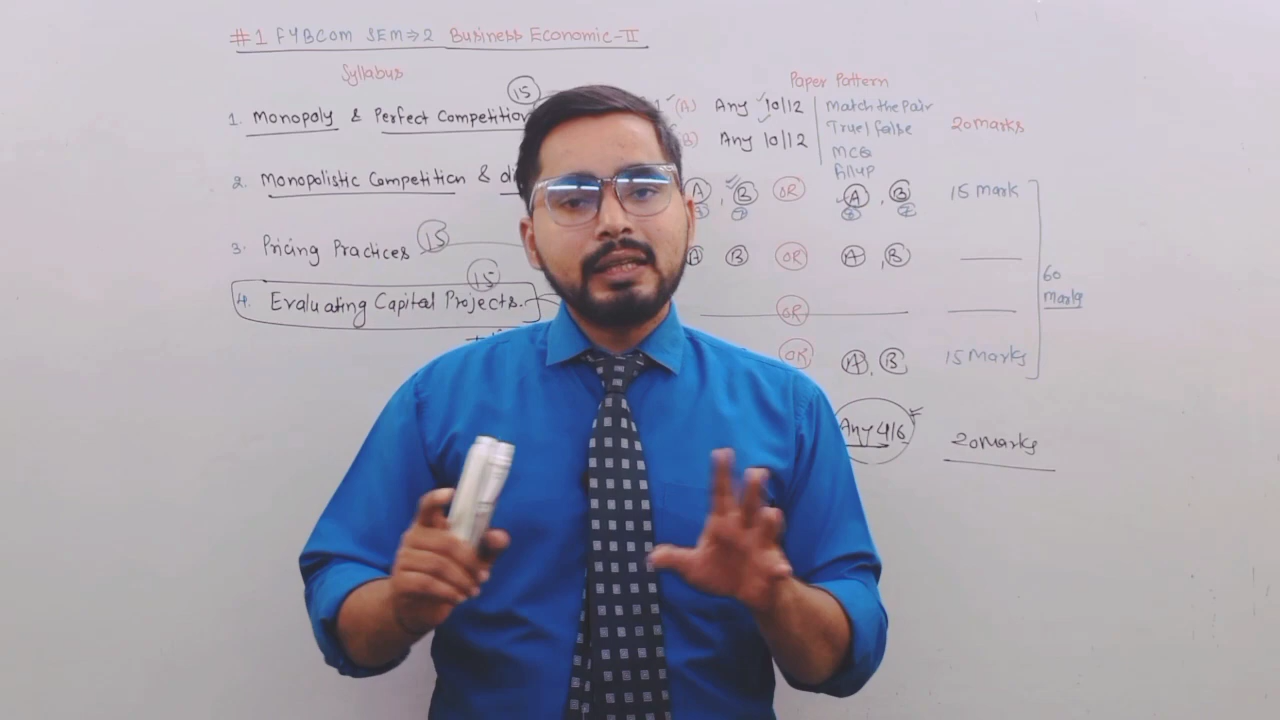 #1 FYBCOM SEM⇒2 Business Economic-II
Syllabus
1. Monopoly & Perfect Competition
15
2. Monopolistic Competition &
3. Pricing Practices 15
15
4. Evaluating Capital Projects.
Paper Pattern
(A) Any 10/12
B) Any 10/12
Match the Pair
True/false
MCQ
Fillup
20 marks
A, B OR A, B 15 Mark
A B OR A, B
OR
OR A, B 15 Marks
60 Marks
Any 4/6 20 Marks